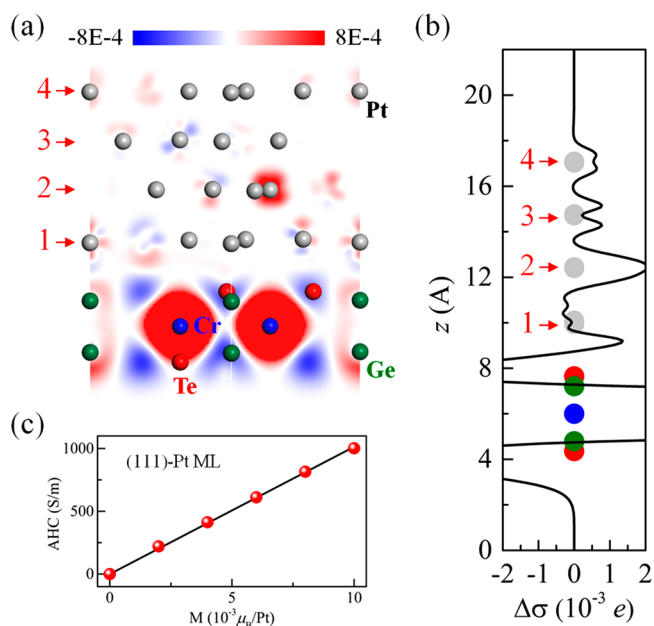 (a)
-8E-4
8E-4
4
Pt
3
2
1
Cr
Te
Ge
(b)
20
16
12
8
4
0
z (A)
4
3
2
1
-2 -1 0 1 2
Δσ (10⁻³ e)
(c)
(111)-Pt ML
1000
500
0
AHC (S/m)
0 5 10
M (10⁻³μ_B/Pt)